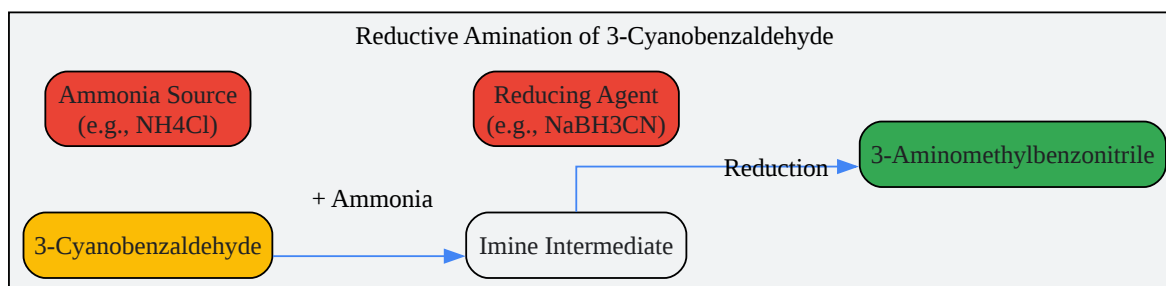 Reductive Amination of 3-Cyanobenzaldehyde
Ammonia Source
(e.g., NH4Cl)
Reducing Agent
(e.g., NaBH3CN)
3-Aminomethylbenzonitrile
Reduction
+ Ammonia
3-Cyanobenzaldehyde
Imine Intermediate